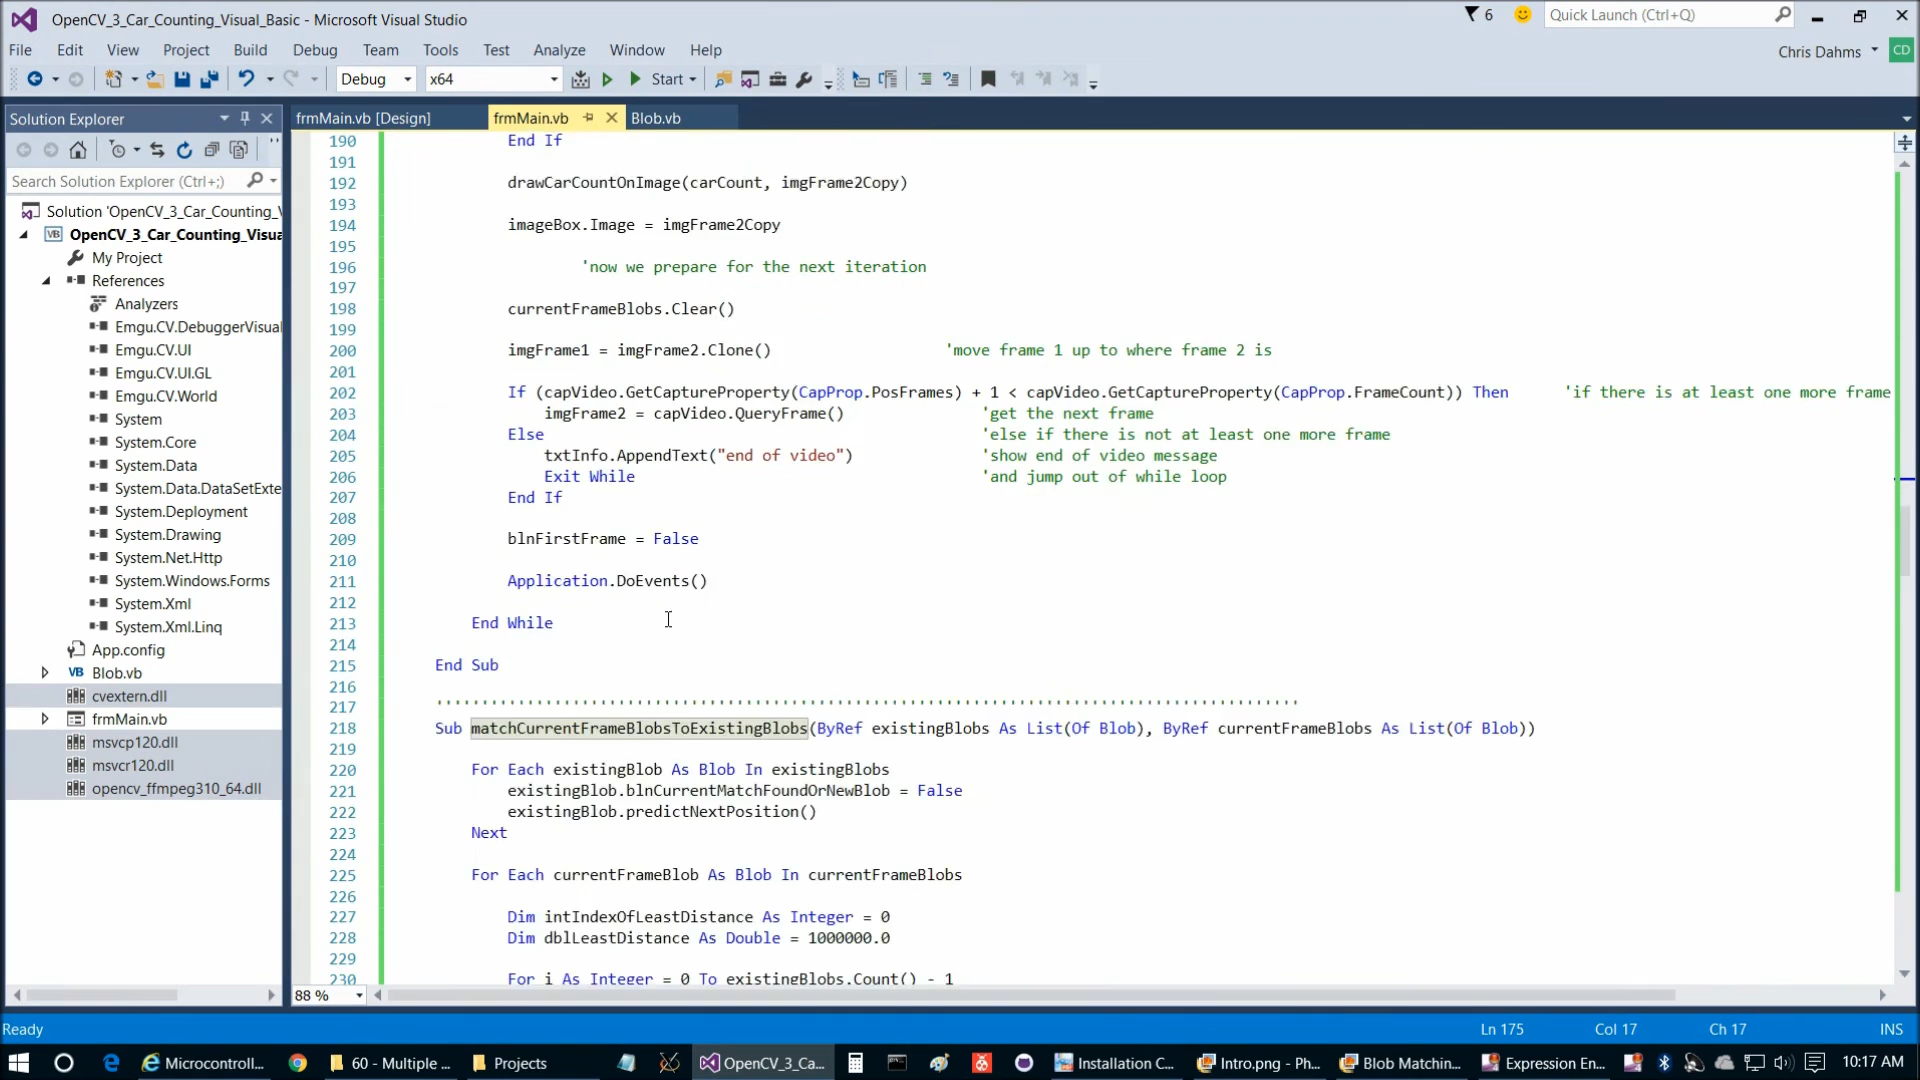 OpenCV_3_Car_Counting_Visual_Basic - Microsoft Visual Studio
6
Quick Launch (Ctrl+Q)
File Edit View Project Build Debug Team Tools Test Analyze Window Help
Chris Dahms CD
Debug x64 Start
Solution Explorer
frmMain.vb [Design] frmMain.vb Blob.vb
Search Solution Explorer (Ctrl+;)
Solution 'OpenCV_3_Car_Counting_V
VB OpenCV_3_Car_Counting_Visua
My Project
References
Analyzers
Emgu.CV.DebuggerVisual
Emgu.CV.UI
Emgu.CV.UI.GL
Emgu.CV.World
System
System.Core
System.Data
System.Data.DataSetExte
System.Deployment
System.Drawing
System.Net.Http
System.Windows.Forms
System.Xml
System.Xml.Linq
App.config
VB Blob.vb
cvextern.dll
frmMain.vb
msvcp120.dll
msvcr120.dll
opencv_ffmpeg310_64.dll
190 End If
191
192 drawCarCountOnImage(carCount, imgFrame2Copy)
193
194 imageBox.Image = imgFrame2Copy
195
196 'now we prepare for the next iteration
197
198 currentFrameBlobs.Clear()
199
200 imgFrame1 = imgFrame2.Clone() 'move frame 1 up to where frame 2 is
201
202 If (capVideo.GetCaptureProperty(CapProp.PosFrames) + 1 < capVideo.GetCaptureProperty(CapProp.FrameCount)) Then 'if there is at least one more frame
203 imgFrame2 = capVideo.QueryFrame() 'get the next frame
204 Else 'else if there is not at least one more frame
205 txtInfo.AppendText("end of video") 'show end of video message
206 Exit While 'and jump out of while loop
207 End If
208
209 blnFirstFrame = False
210
211 Application.DoEvents()
212
213 End While
214
215 End Sub
216
217
218 Sub matchCurrentFrameBlobsToExistingBlobs(ByRef existingBlobs As List(Of Blob), ByRef currentFrameBlobs As List(Of Blob))
219
220 For Each existingBlob As Blob In existingBlobs
221 existingBlob.blnCurrentMatchFoundOrNewBlob = False
222 existingBlob.predictNextPosition()
223 Next
224
225 For Each currentFrameBlob As Blob In currentFrameBlobs
226
227 Dim intIndexOfLeastDistance As Integer = 0
228 Dim dblLeastDistance As Double = 1000000.0
229
230 For i As Integer = 0 To existingBlobs.Count() - 1
88 %
Ready Ln 175 Col 17 Ch 17 INS
Microcontroll... 60 - Multiple ... Projects OpenCV_3_Ca... Installation C... Intro.png - Ph... Blob Matchin... Expression En... 10:17 AM